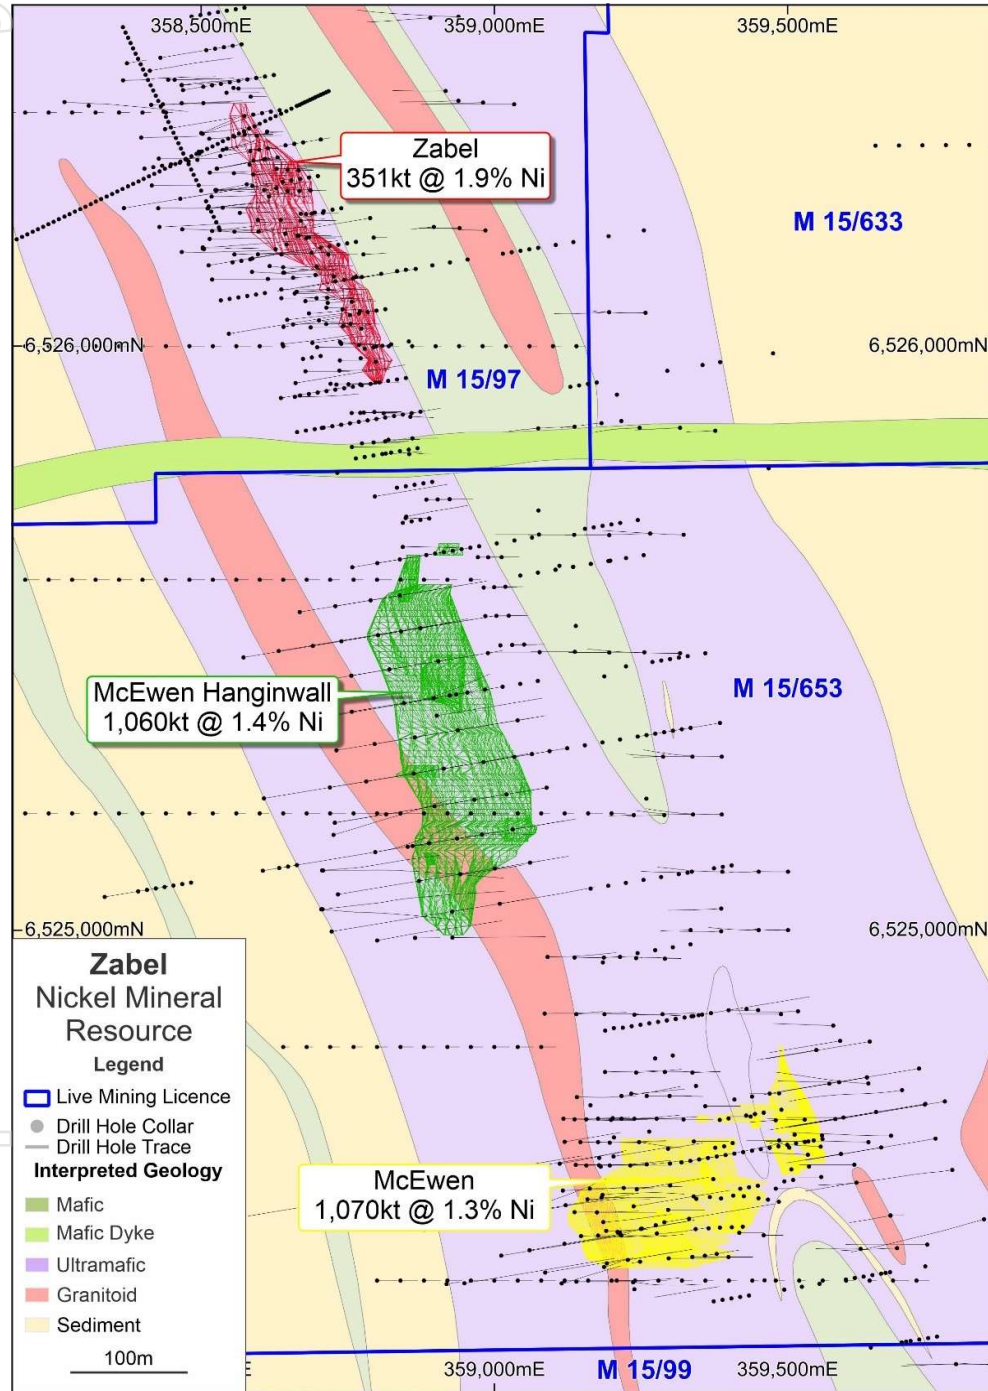 358,500mE
359,000mE
359,500mE
Zabel
351kt @ 1.9% Ni
M 15/633
6,526,000mN
6,526,000mN
M 15/97
McEwen Hanginwall
1,060kt @ 1.4% Ni
M 15/653
6,525,000mN
6,525,000mN
Zabel
Nickel Mineral
Resource
Legend
Live Mining Licence
Drill Hole Collar
Drill Hole Trace
Interpreted Geology
Mafic
Mafic Dyke
Ultramafic
Granitoid
Sediment
100m
McEwen
1,070kt @ 1.3% Ni
E
359,000mE
M 15/99
359,500mE